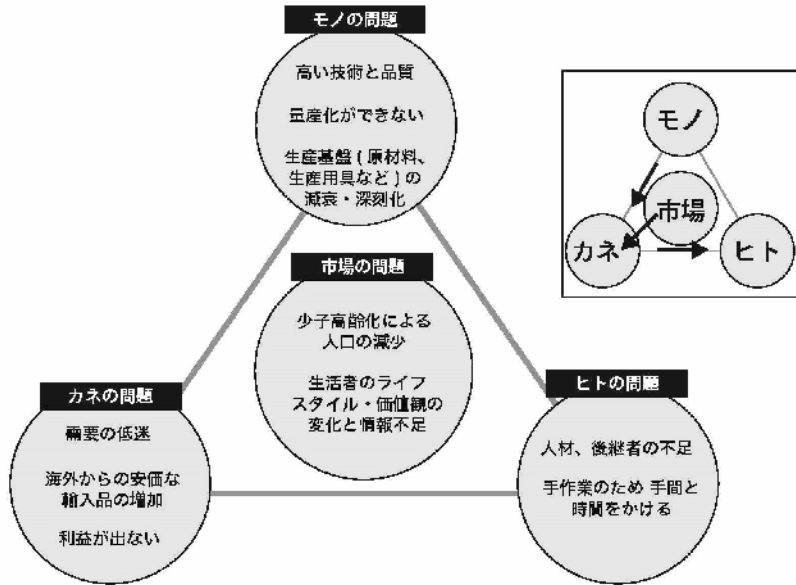 モノの問題
高い技術と品質
量産化ができない
生産基盤(原材料、
生産用具など)の
減衰・深刻化
モノ
市場
カネ
ヒト
市場の問題
少子高齢化による
人口の減少
生活者のライフ
スタイル・価値観の
変化と情報不足
カネの問題
需要の低迷
海外からの安価な
輸入品の増加
利益が出ない
ヒトの問題
人材、後継者の不足
手作業のため 手間と
時間をかける